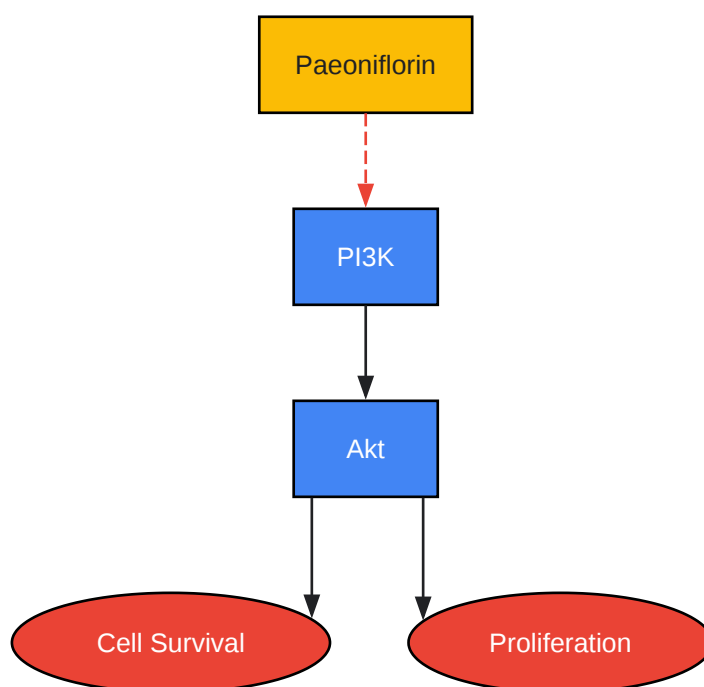 Paeoniflorin
PI3K
Akt
Cell Survival
Proliferation